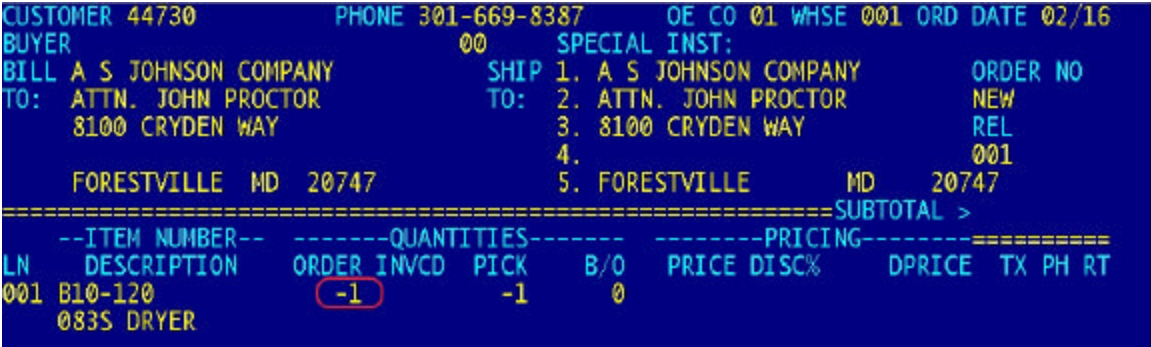 CUSTOMER 44730 PHONE 301-669-8387 OE CO 01 WHSE 001 ORD DATE 02/16
BUYER 00 SPECIAL INST:
BILL A S JOHNSON COMPANY SHIP 1. A S JOHNSON COMPANY ORDER NO
TO: ATTN. JOHN PROCTOR TO: 2. ATTN. JOHN PROCTOR NEW
8100 CRYDEN WAY 3. 8100 CRYDEN WAY REL
4. 001
FORESTVILLE MD 20747 5. FORESTVILLE MD 20747
=========================================================================SUBTOTAL >
--ITEM NUMBER-- -------QUANTITIES------- --------PRICING--------==========
LN DESCRIPTION ORDER INVCD PICK B/O PRICE DISC% DPRICE TX PH RT
001 B10-120 -1 -1 0
083S DRYER